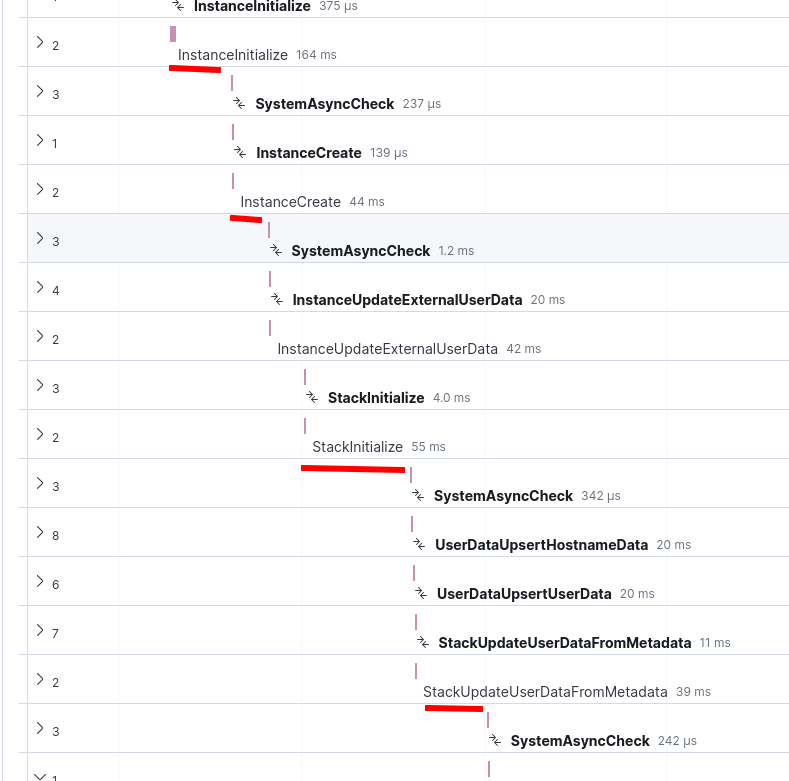 InstanceInitialize 375 µs
2
InstanceInitialize 164 ms
3
SystemAsyncCheck 237 µs
1
InstanceCreate 139 µs
2
InstanceCreate 44 ms
3
SystemAsyncCheck 1.2 ms
4
InstanceUpdateExternalUserData 20 ms
2
InstanceUpdateExternalUserData 42 ms
3
StackInitialize 4.0 ms
2
StackInitialize 55 ms
3
SystemAsyncCheck 342 µs
8
UserDataUpsertHostnameData 20 ms
6
UserDataUpsertUserData 20 ms
7
StackUpdateUserDataFromMetadata 11 ms
2
StackUpdateUserDataFromMetadata 39 ms
3
SystemAsyncCheck 242 µs
1